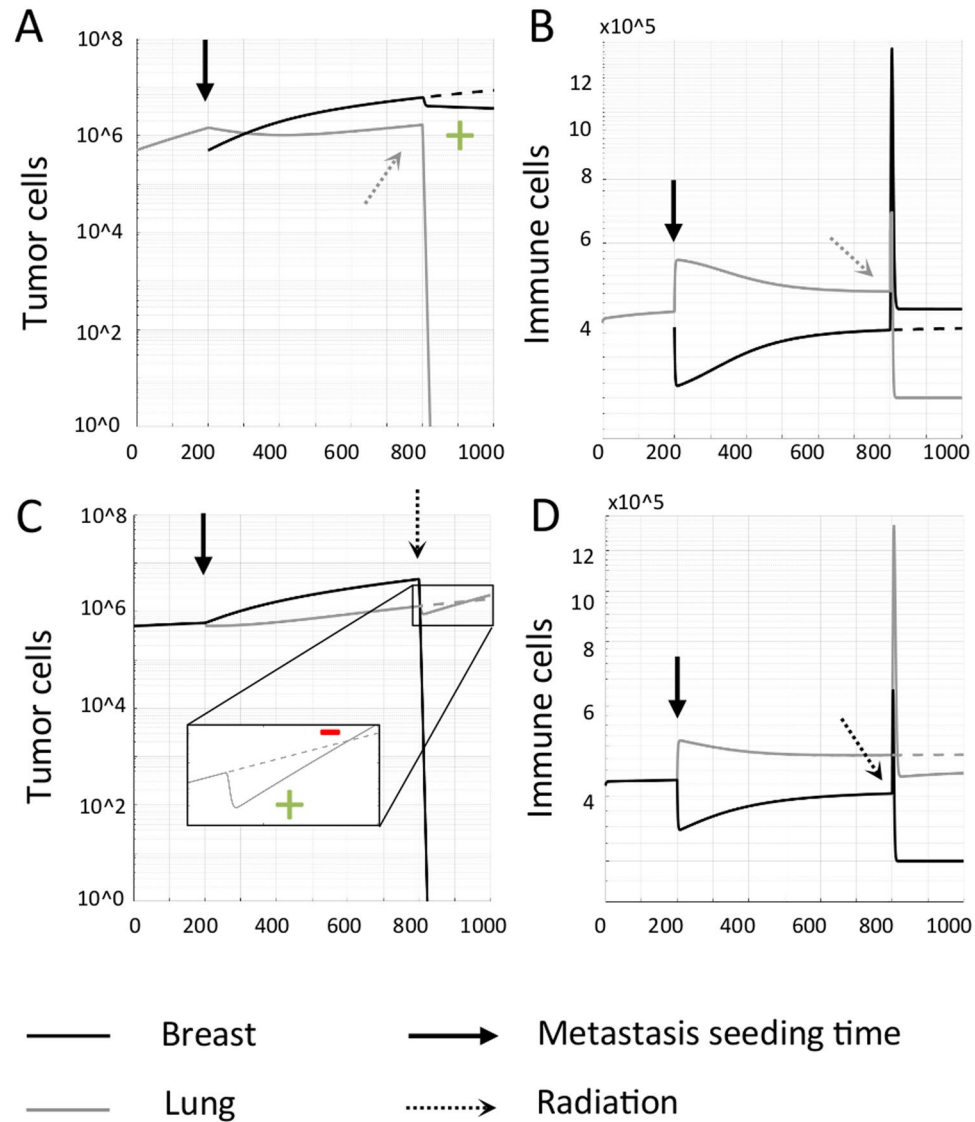 A
Tumor cells
10^8
10^6
10^4
10^2
10^0
0 200 400 600 800 1000
+
B
x10^5
Immune cells
12
10
8
6
4
0 200 400 600 800 1000
C
Tumor cells
10^8
10^6
10^4
10^2
10^0
0 200 400 600 800 1000
-
+
D
x10^5
Immune cells
12
10
8
6
4
0 200 400 600 800 1000
Breast
Metastasis seeding time
Lung
Radiation